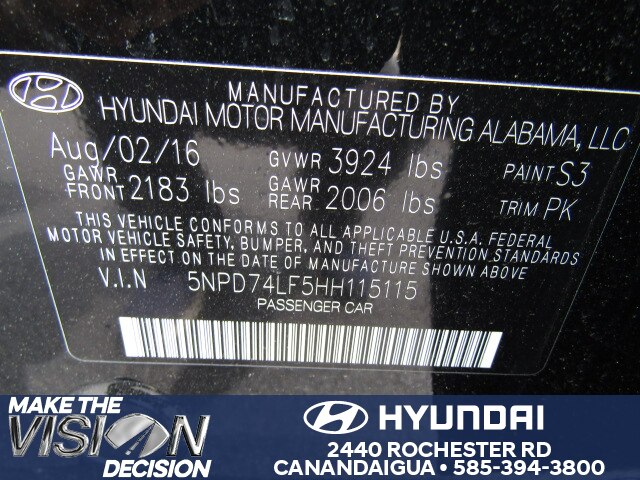 MANUFACTURED BY
HYUNDAI MOTOR MANUFACTURING ALABAMA, LLC
Aug/02/16 GVWR 3924 lbs PAINT S3
GAWR FRONT 2183 lbs GAWR REAR 2006 lbs TRIM PK
THIS VEHICLE CONFORMS TO ALL APPLICABLE U.S.A. FEDERAL
MOTOR VEHICLE SAFETY, BUMPER, AND THEFT PREVENTION STANDARDS
IN EFFECT ON THE DATE OF MANUFACTURE SHOWN ABOVE
V.I.N 5NPD74LF5HH115115
PASSENGER CAR
MAKE THE
VISION
DECISION
HYUNDAI
2440 ROCHESTER RD
CANANDAIGUA • 585-394-3800